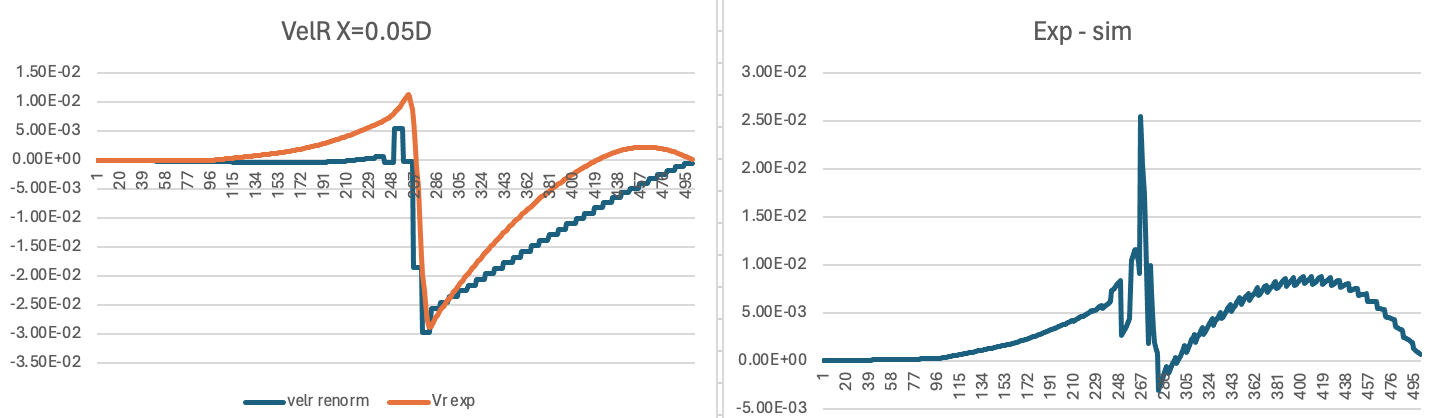 VelR X=0.05D
1.50E-02
1.00E-02
5.00E-03
0.00E+00
-5.00E-03
-1.00E-02
-1.50E-02
-2.00E-02
-2.50E-02
-3.00E-02
-3.50E-02
1 20 39 58 77 96 115 134 153 172 191 210 229 248 267 286 305 324 343 362 381 400 419 438 457 476 495
velr renorm Vr exp
Exp - sim
3.00E-02
2.50E-02
2.00E-02
1.50E-02
1.00E-02
5.00E-03
0.00E+00
-5.00E-03
1 20 39 58 77 96 115 134 153 172 191 210 229 248 267 286 305 324 343 362 381 400 419 438 457 476 495